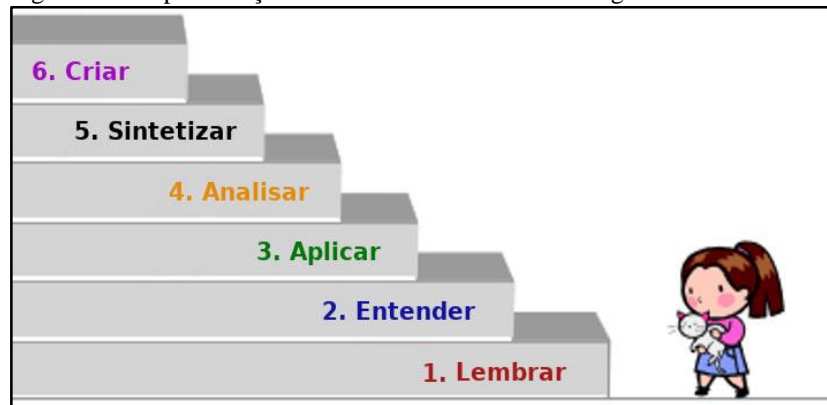 6. Criar
5. Sintetizar
4. Analisar
3. Aplicar
2. Entender
1. Lembrar